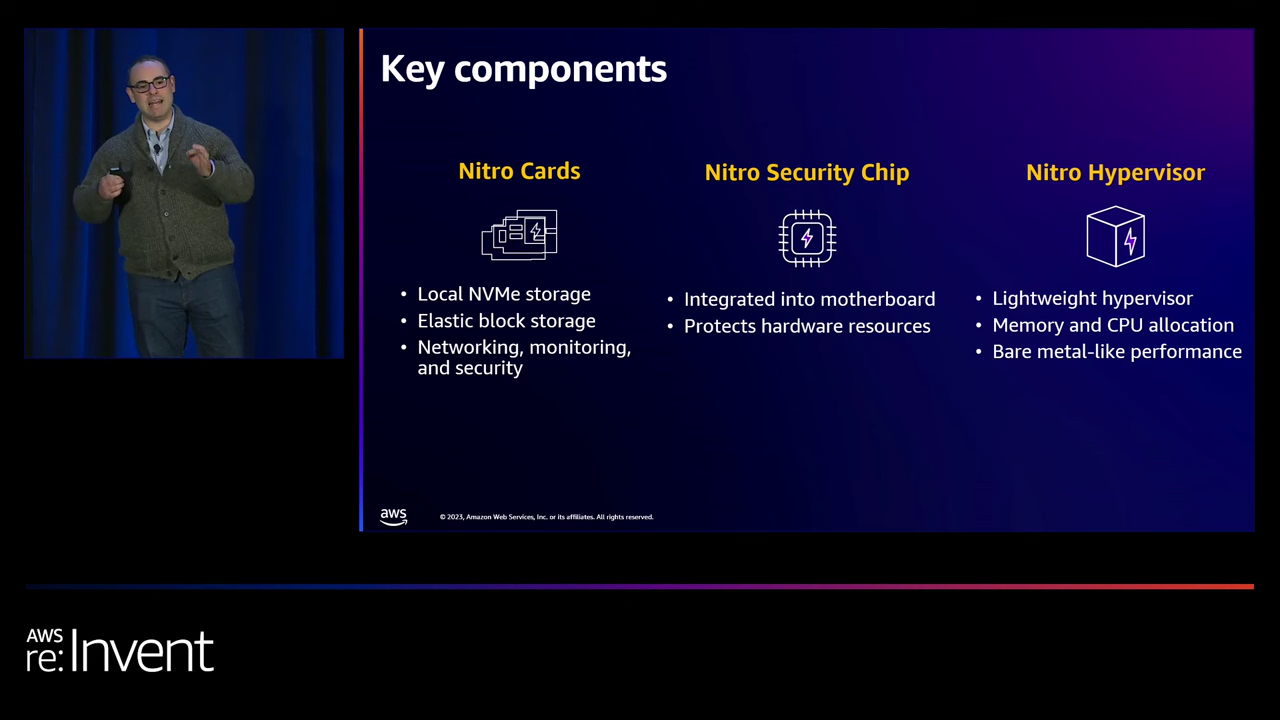 Key components
Nitro Cards
• Local NVMe storage
• Elastic block storage
• Networking, monitoring,
and security
Nitro Security Chip
• Integrated into motherboard
• Protects hardware resources
Nitro Hypervisor
• Lightweight hypervisor
• Memory and CPU allocation
• Bare metal-like performance
aws
© 2023, Amazon Web Services, Inc. or its affiliates. All rights reserved.
AWS
re:Invent